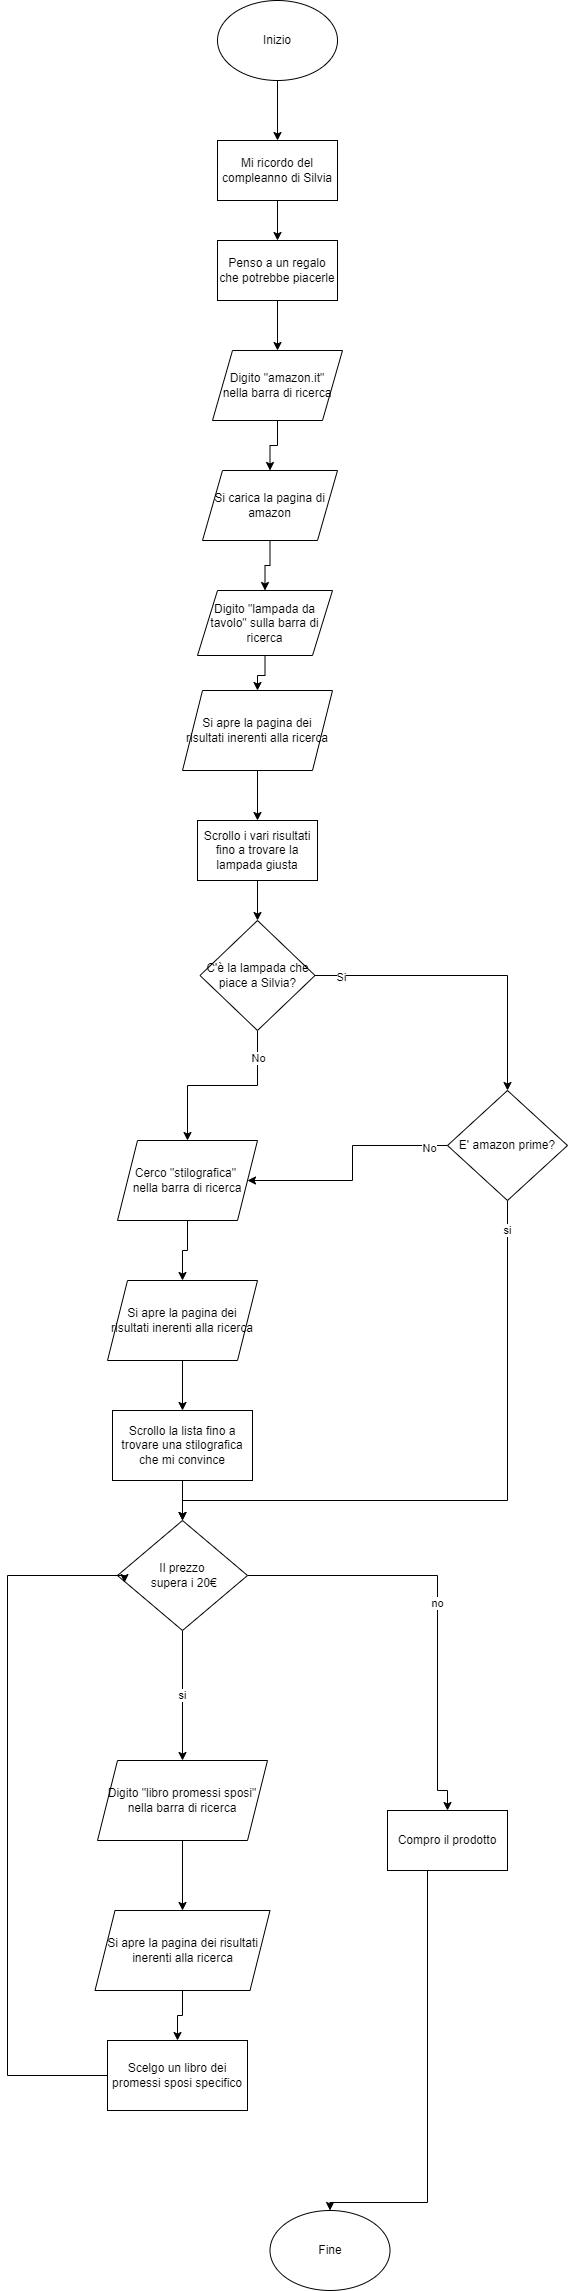 Inizio
Mi ricordo del
compleanno di Silvia
Penso a un regalo
che potrebbe piacerle
Digito "amazon.it"
nella barra di ricerca
Si carica la pagina di
amazon
Digito "lampada da
tavolo" sulla barra di
ricerca
Si apre la pagina dei
risultati inerenti alla ricerca
Scrollo i vari risultati
fino a trovare la
lampada giusta
C'è la lampada che
piace a Silvia?
Si
No
E' amazon prime?
No
si
Cerco "stilografica"
nella barra di ricerca
Si apre la pagina dei
risultati inerenti alla ricerca
Scrollo la lista fino a
trovare una stilografica
che mi convince
Il prezzo
supera i 20€
no
si
Digito "libro promessi sposi"
nella barra di ricerca
Compro il prodotto
Si apre la pagina dei risultati
inerenti alla ricerca
Scelgo un libro dei
promessi sposi specifico
Fine